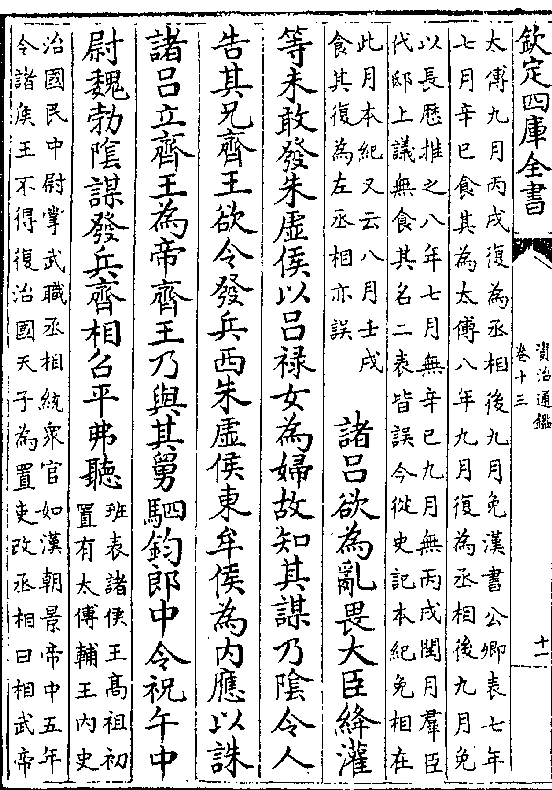 欽定四庫全書
資治通鑑
卷十三
十一
太傅九月丙戌復為丞相後九月免漢書公卿表七年
七月辛巳食其為太傅八年九月復為丞相後九月免
以長歴推之八年七月無辛巳九月無丙戌閏月羣臣
代邸上議無食其名二表皆誤今從史記本紀免相在
此月本紀又云八月壬戌
食其復為左丞相亦誤
諸呂欲為亂畏大臣絳灌
等未敢發朱虚侯以呂禄女為婦故知其謀乃陰令人
告其兄齊王欲令發兵西朱虚侯東牟侯為内應以誅
諸呂立齊王為帝齊王乃與其舅駟鈞郎中令祝午中
尉魏勃陰謀發兵齊相召平弗聽
班表諸侯王髙祖初
置有太傅輔王内史
治國民中尉掌武職丞相統衆官如漢朝景帝中五年
令諸侯王不得復治國天子為置吏改丞相曰相武帝